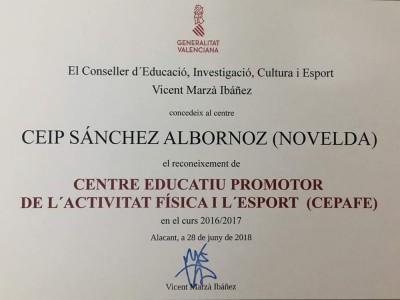 GENERALITAT
VALENCIANA
El Conseller d´Educació, Investigació, Cultura i Esport
Vicent Marzà Ibáñez
concedeix al centre
CEIP SÁNCHEZ ALBORNOZ (NOVELDA)
el reconeixement de
CENTRE EDUCATIU PROMOTOR
DE L´ACTIVITAT FÍSICA I L´ESPORT (CEPAFE)
en el curs 2016/2017
Alacant, a 28 de juny de 2018
Vicent Marzà Ibáñez